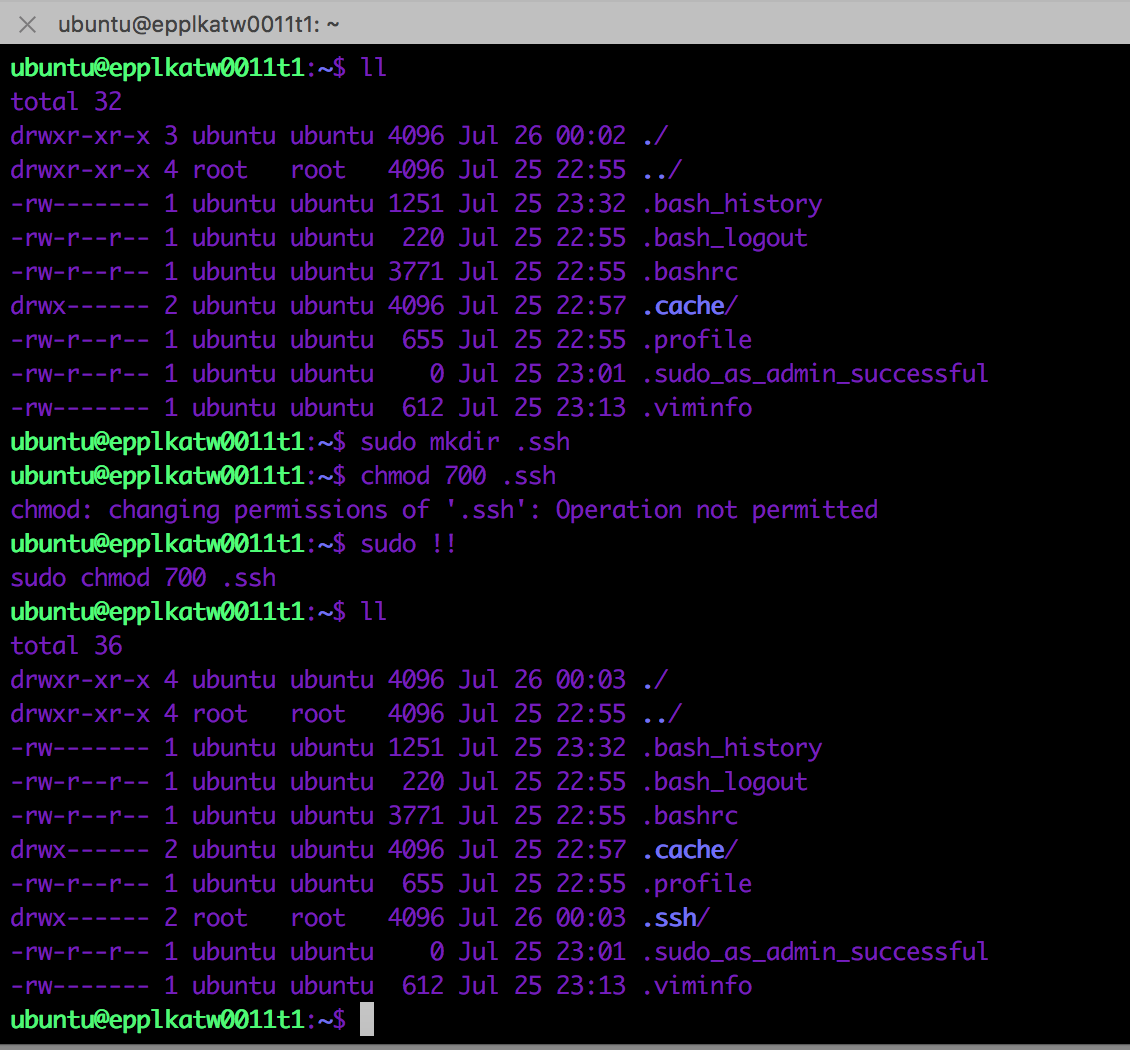 ubuntu@epplkatw0011t1: ~
ubuntu@epplkatw0011t1:~$ ll
total 32
drwxr-xr-x 3 ubuntu ubuntu 4096 Jul 26 00:02 ./
drwxr-xr-x 4 root   root   4096 Jul 25 22:55 ../
-rw------- 1 ubuntu ubuntu 1251 Jul 25 23:32 .bash_history
-rw-r--r-- 1 ubuntu ubuntu  220 Jul 25 22:55 .bash_logout
-rw-r--r-- 1 ubuntu ubuntu 3771 Jul 25 22:55 .bashrc
drwx------ 2 ubuntu ubuntu 4096 Jul 25 22:57 .cache/
-rw-r--r-- 1 ubuntu ubuntu  655 Jul 25 22:55 .profile
-rw-r--r-- 1 ubuntu ubuntu    0 Jul 25 23:01 .sudo_as_admin_successful
-rw------- 1 ubuntu ubuntu  612 Jul 25 23:13 .viminfo
ubuntu@epplkatw0011t1:~$ sudo mkdir .ssh
ubuntu@epplkatw0011t1:~$ chmod 700 .ssh
chmod: changing permissions of '.ssh': Operation not permitted
ubuntu@epplkatw0011t1:~$ sudo !!
sudo chmod 700 .ssh
ubuntu@epplkatw0011t1:~$ ll
total 36
drwxr-xr-x 4 ubuntu ubuntu 4096 Jul 26 00:03 ./
drwxr-xr-x 4 root   root   4096 Jul 25 22:55 ../
-rw------- 1 ubuntu ubuntu 1251 Jul 25 23:32 .bash_history
-rw-r--r-- 1 ubuntu ubuntu  220 Jul 25 22:55 .bash_logout
-rw-r--r-- 1 ubuntu ubuntu 3771 Jul 25 22:55 .bashrc
drwx------ 2 ubuntu ubuntu 4096 Jul 25 22:57 .cache/
-rw-r--r-- 1 ubuntu ubuntu  655 Jul 25 22:55 .profile
drwx------ 2 root   root   4096 Jul 26 00:03 .ssh/
-rw-r--r-- 1 ubuntu ubuntu    0 Jul 25 23:01 .sudo_as_admin_successful
-rw------- 1 ubuntu ubuntu  612 Jul 25 23:13 .viminfo
ubuntu@epplkatw0011t1:~$